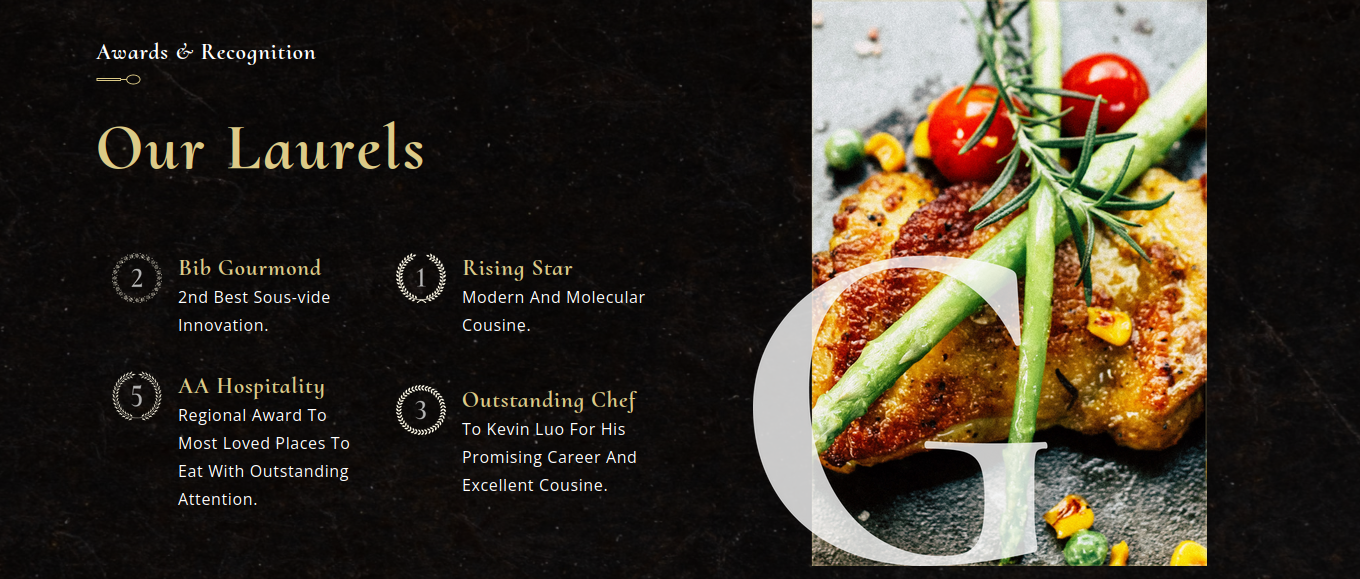 Awards & Recognition
Our Laurels
2
Bib Gourmond
2nd Best Sous-vide
Innovation.
1
Rising Star
Modern And Molecular
Cousine.
5
AA Hospitality
Regional Award To
Most Loved Places To
Eat With Outstanding
Attention.
3
Outstanding Chef
To Kevin Luo For His
Promising Career And
Excellent Cousine.
G